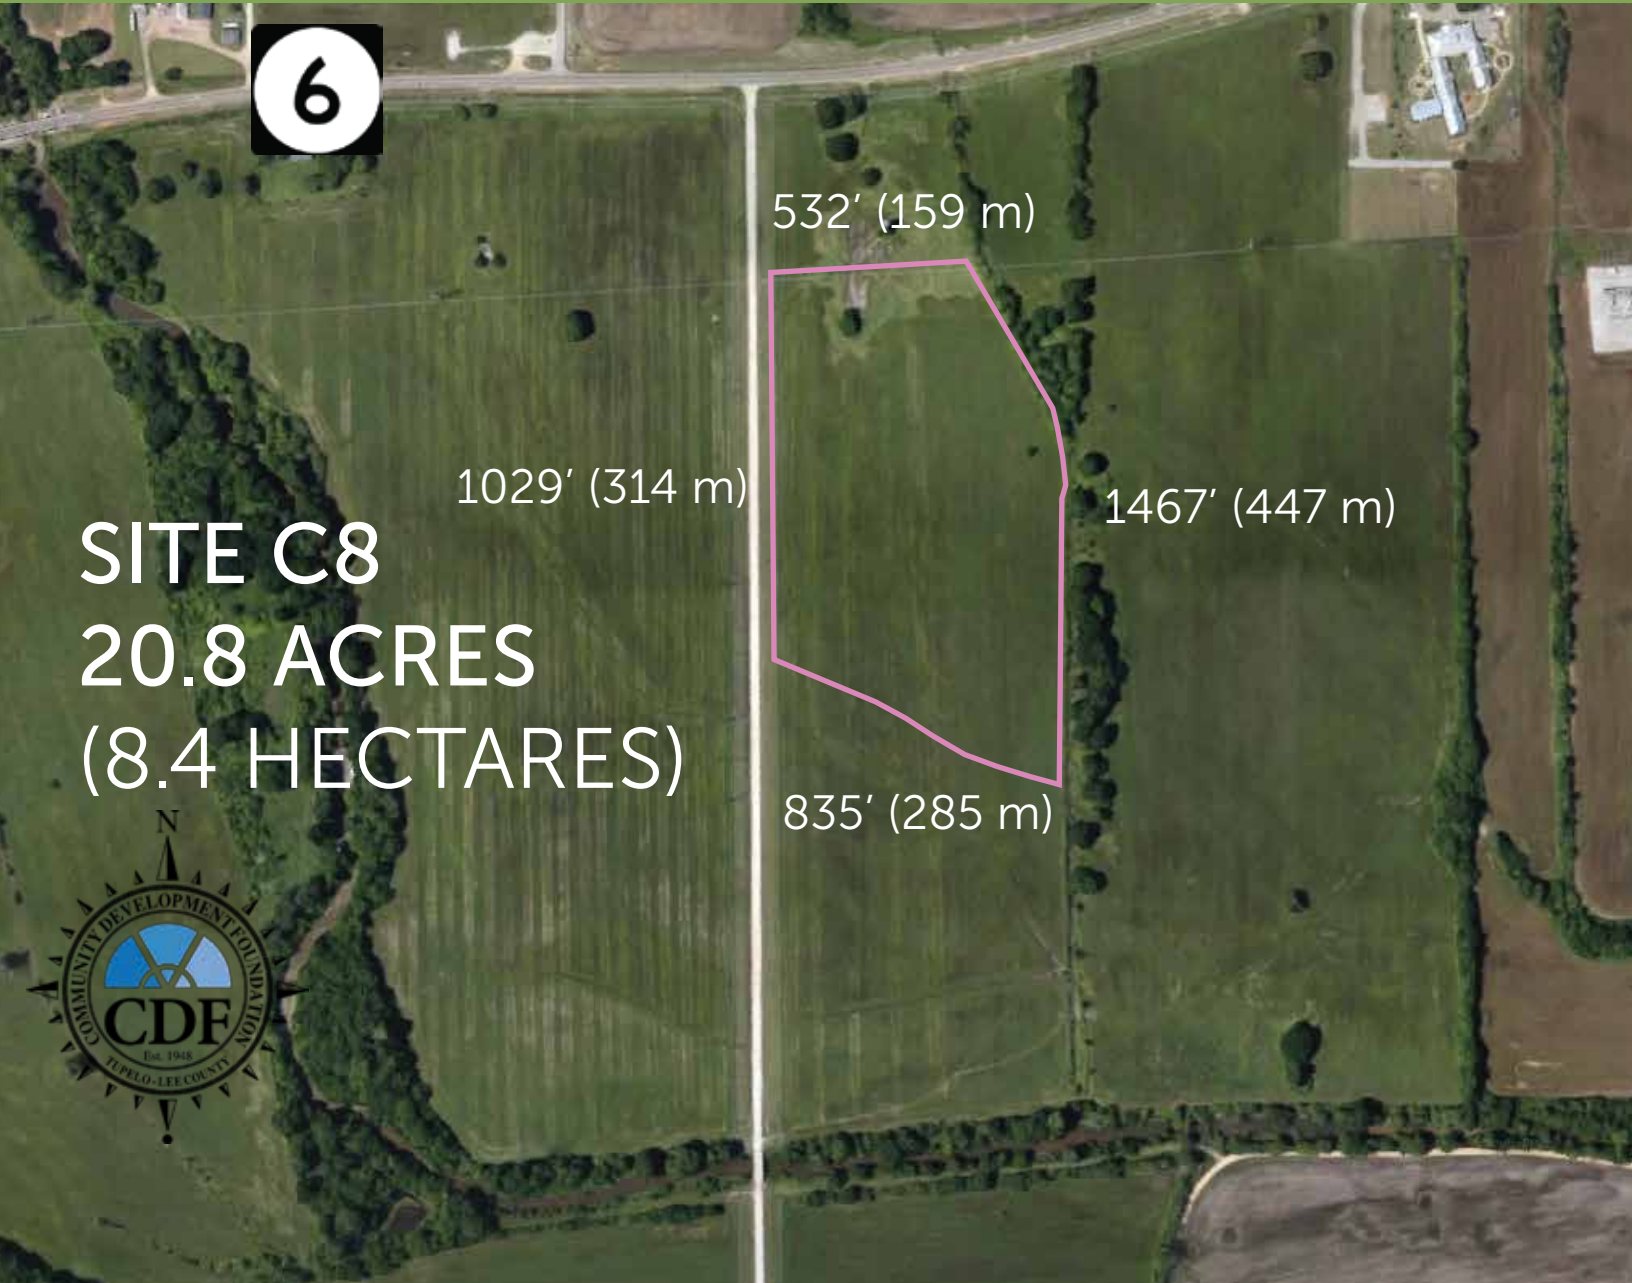 6
532′ (159 m)
1029′ (314 m)
1467′ (447 m)
SITE C8
20.8 ACRES
(8.4 HECTARES)
835′ (285 m)
N
COMMUNITY DEVELOPMENT FOUNDATION
CDF
Est. 1948
TUPELO-LEE COUNTY